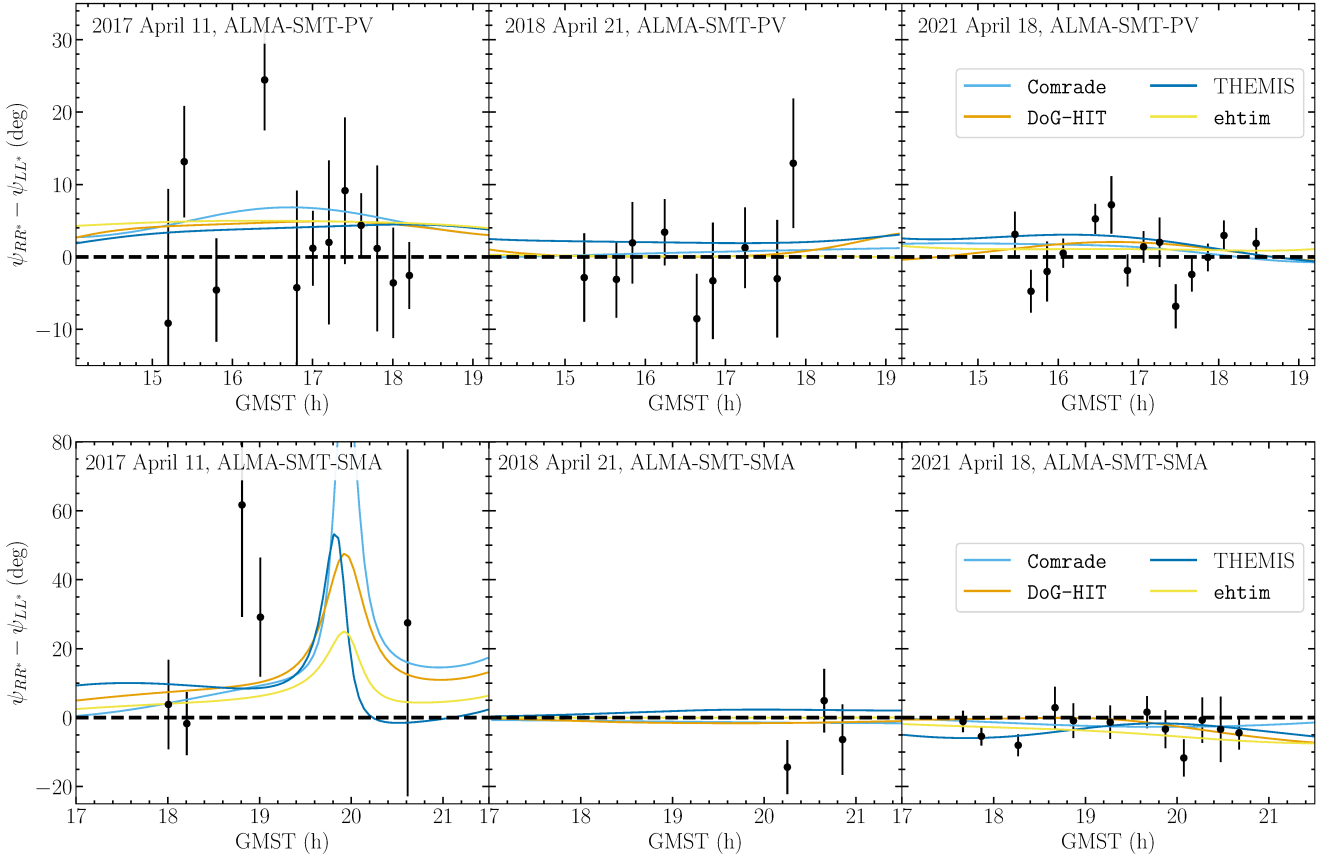 2017 April 11, ALMA-SMT-PV
2018 April 21, ALMA-SMT-PV
2021 April 18, ALMA-SMT-PV
Comrade THEMIS
DoG-HIT ehtim
ψRR* − ψLL* (deg)
30
20
10
0
−10
15 16 17 18 19
15 16 17 18 19
15 16 17 18 19
GMST (h)
GMST (h)
GMST (h)
2017 April 11, ALMA-SMT-SMA
2018 April 21, ALMA-SMT-SMA
2021 April 18, ALMA-SMT-SMA
Comrade THEMIS
DoG-HIT ehtim
ψRR* − ψLL* (deg)
80
60
40
20
0
−20
17 18 19 20 21
17 18 19 20 21
17 18 19 20 21
GMST (h)
GMST (h)
GMST (h)